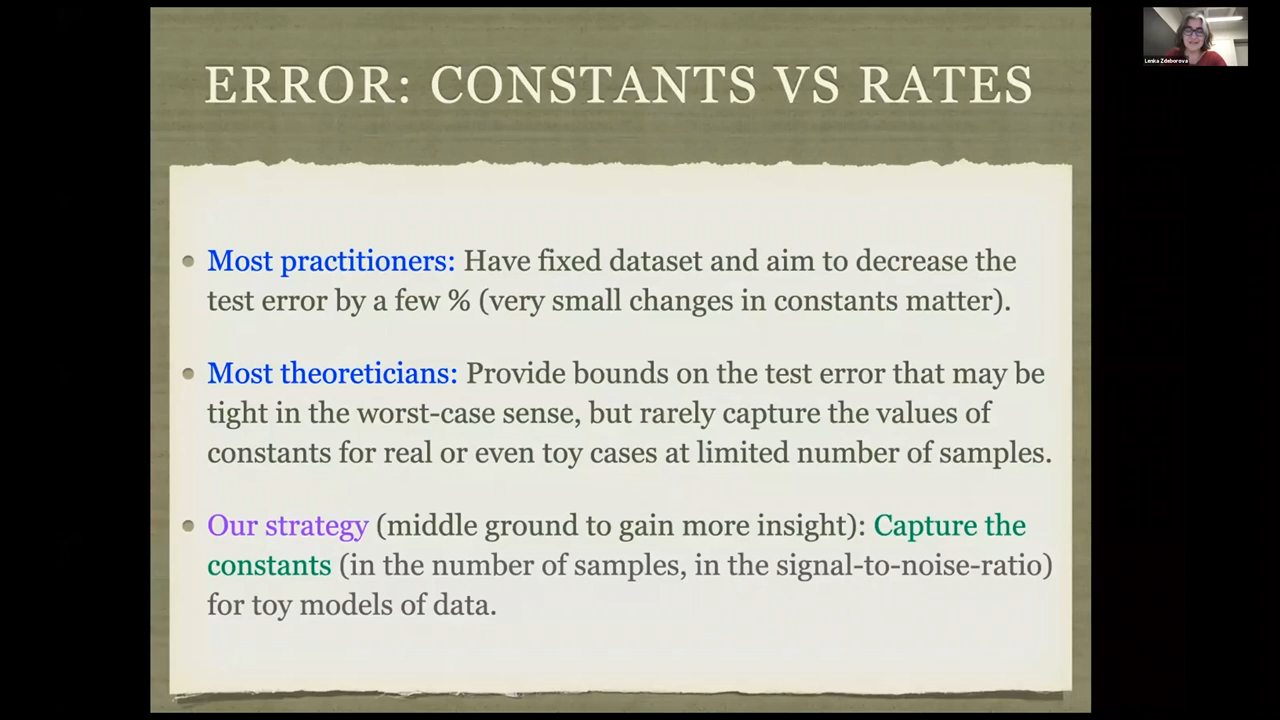 ERROR: CONSTANTS VS RATES
Lenka Zdeborova
Most practitioners: Have fixed dataset and aim to decrease the
test error by a few % (very small changes in constants matter).
Most theoreticians: Provide bounds on the test error that may be
tight in the worst-case sense, but rarely capture the values of
constants for real or even toy cases at limited number of samples.
Our strategy (middle ground to gain more insight): Capture the
constants (in the number of samples, in the signal-to-noise-ratio)
for toy models of data.